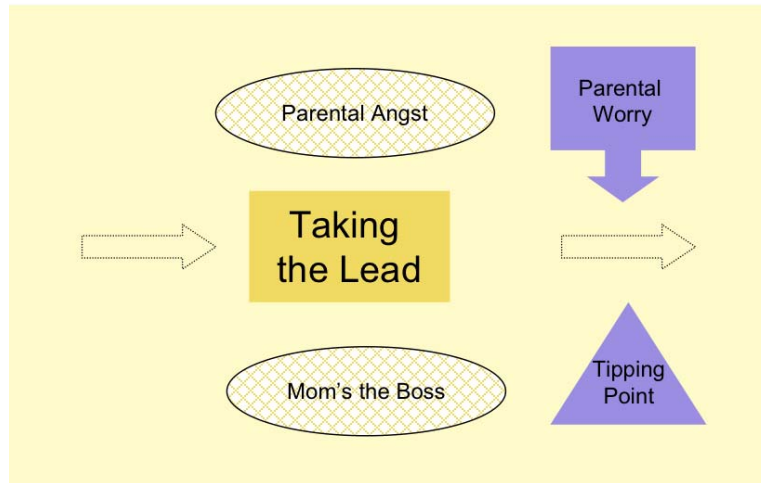 Parental Angst
Parental
Worry
Taking
the Lead
Mom's the Boss
Tipping
Point